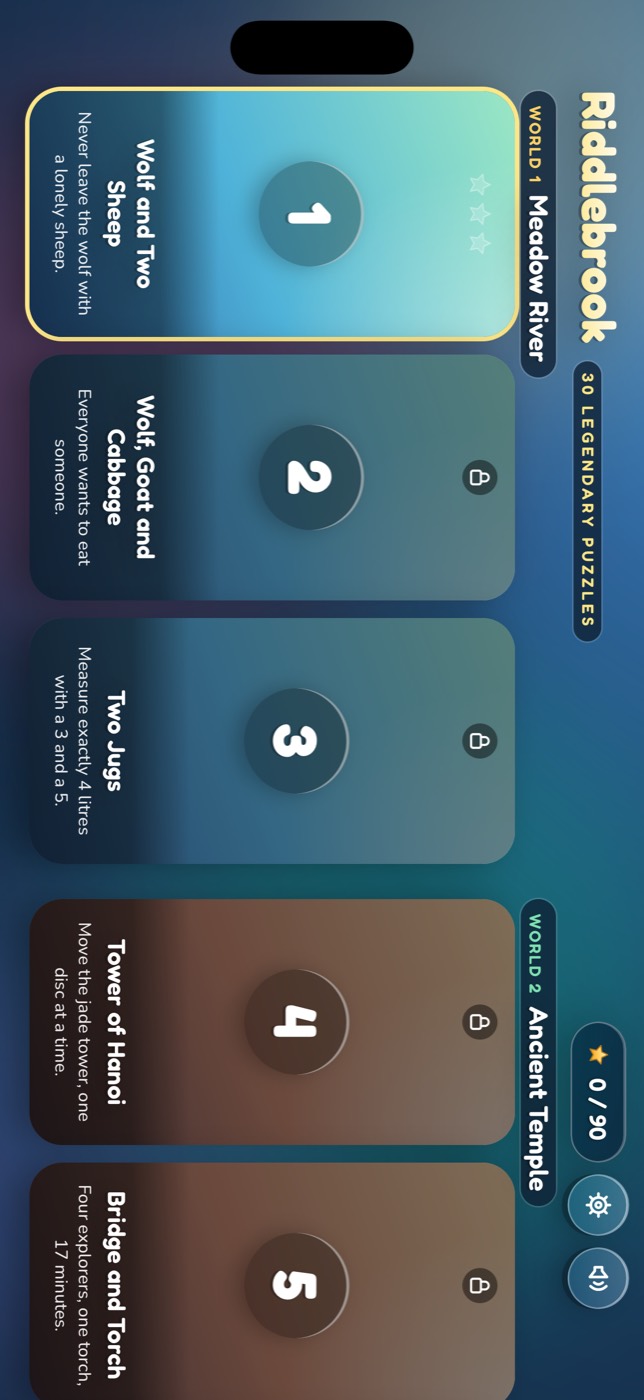 Riddlebrook
30 LEGENDARY PUZZLES
0 / 90
WORLD 1 Meadow River
WORLD 2 Ancient Temple
1
Wolf and Two
Sheep
Never leave the wolf with
a lonely sheep.
2
Wolf, Goat and
Cabbage
Everyone wants to eat
someone.
3
Two Jugs
Measure exactly 4 litres
with a 3 and a 5.
4
Tower of Hanoi
Move the jade tower, one
disc at a time.
5
Bridge and Torch
Four explorers, one torch,
17 minutes.